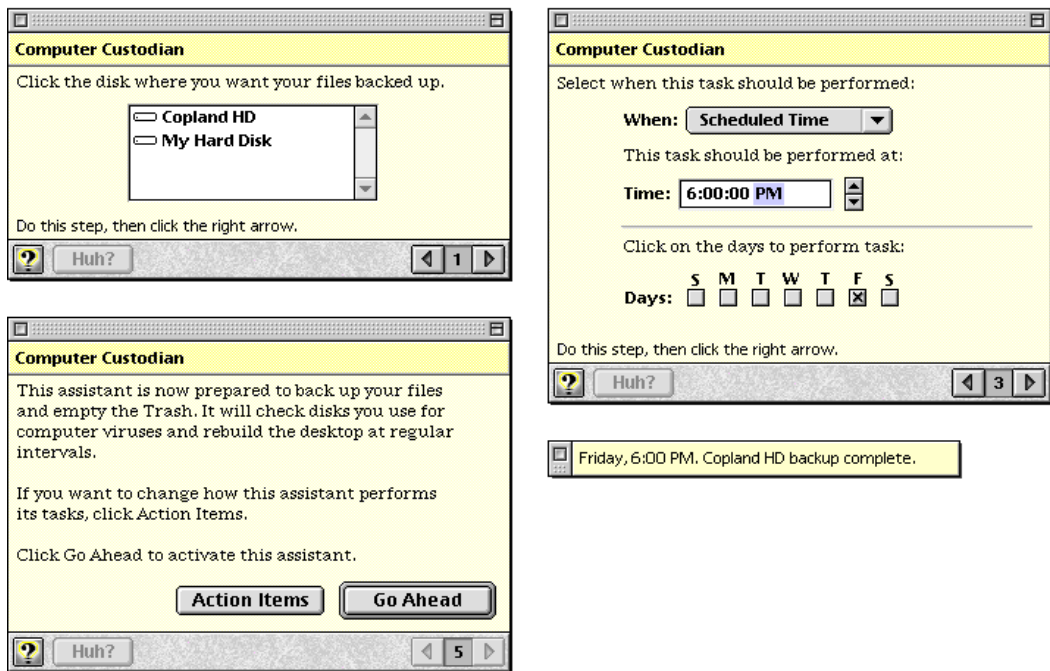 Computer Custodian
Click the disk where you want your files backed up.
Copland HD
My Hard Disk
Do this step, then click the right arrow.
? Huh? 1
Computer Custodian
This assistant is now prepared to back up your files
and empty the Trash. It will check disks you use for
computer viruses and rebuild the desktop at regular
intervals.
If you want to change how this assistant performs
its tasks, click Action Items.
Click Go Ahead to activate this assistant.
Action Items Go Ahead
? Huh? 5
Computer Custodian
Select when this task should be performed:
When: Scheduled Time
This task should be performed at:
Time: 6:00:00 PM
Click on the days to perform task:
S M T W T F S
Days:
Do this step, then click the right arrow.
? Huh? 3
Friday, 6:00 PM. Copland HD backup complete.